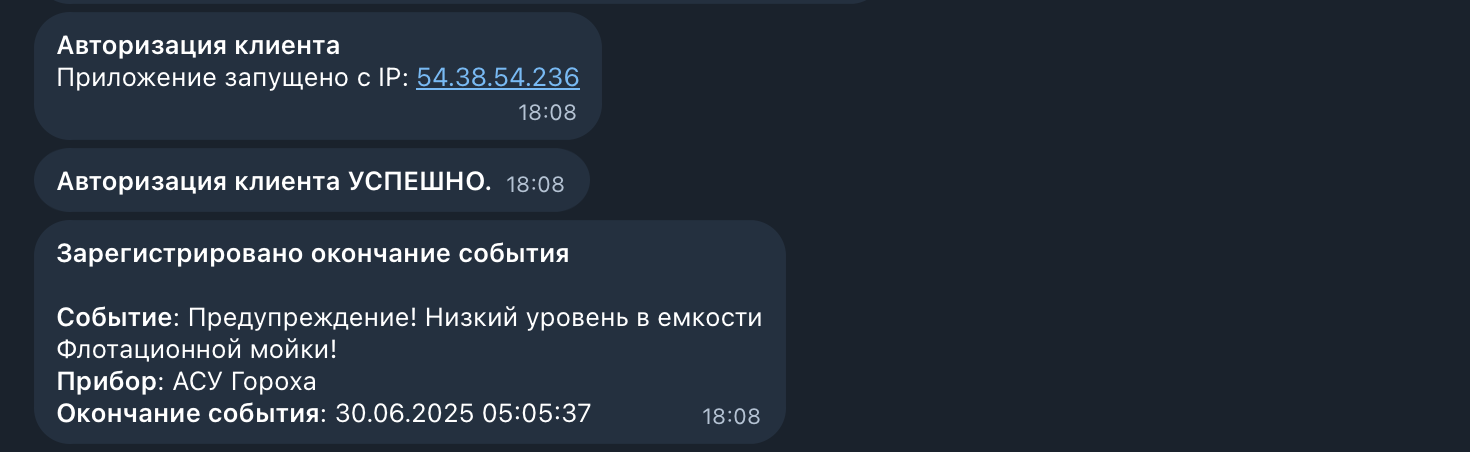 Авторизация клиента
Приложение запущено с IP: 54.38.54.236
18:08
Авторизация клиента УСПЕШНО. 18:08
Зарегистрировано окончание события
Событие: Предупреждение! Низкий уровень в емкости
Флотационной мойки!
Прибор: АСУ Гороха
Окончание события: 30.06.2025 05:05:37 18:08